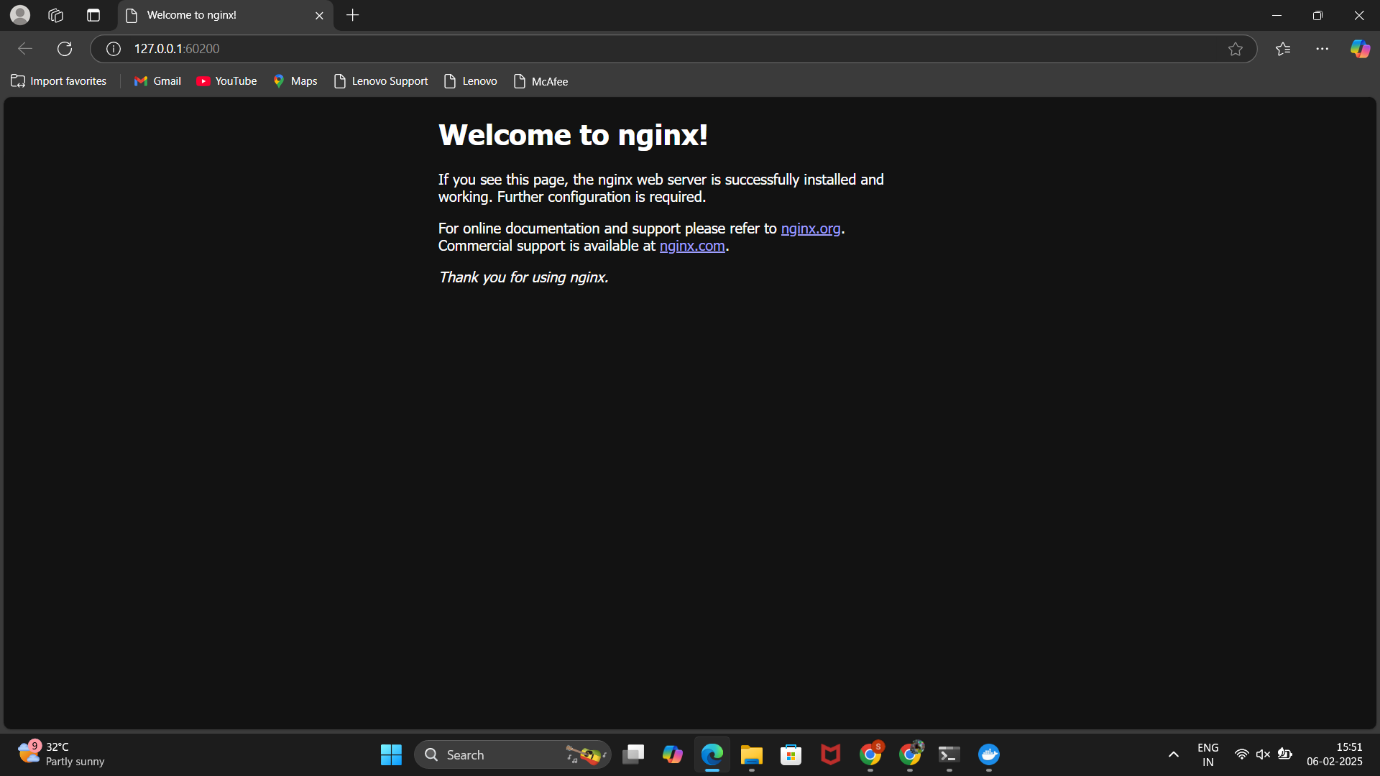 Welcome to nginx!
127.0.0.1:60200
Import favorites
Gmail
YouTube
Maps
Lenovo Support
Lenovo
McAfee
Welcome to nginx!
If you see this page, the nginx web server is successfully installed and
working. Further configuration is required.
For online documentation and support please refer to nginx.org.
Commercial support is available at nginx.com.
Thank you for using nginx.
9
32°C
Partly sunny
Search
S
ENG
IN
15:51
06-02-2025